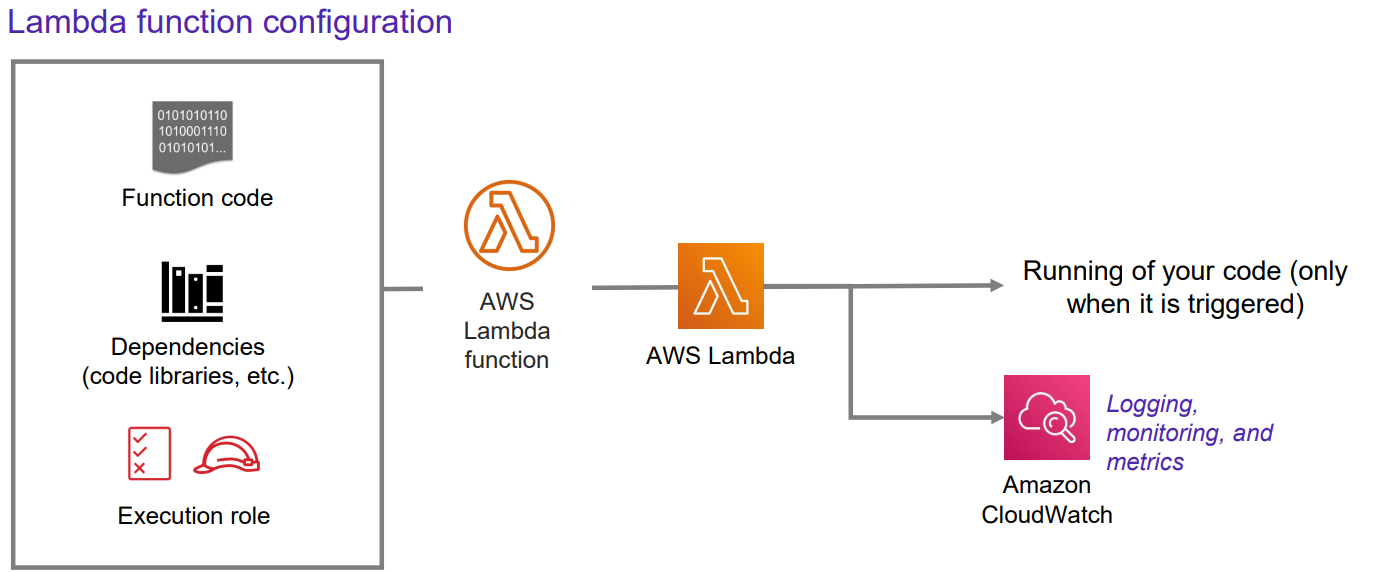 Lambda function configuration
0101010110
1010001110
01010101...
Function code
Dependencies
(code libraries, etc.)
Execution role
AWS
Lambda
function
AWS Lambda
Running of your code (only
when it is triggered)
Logging,
monitoring, and
metrics
Amazon
CloudWatch